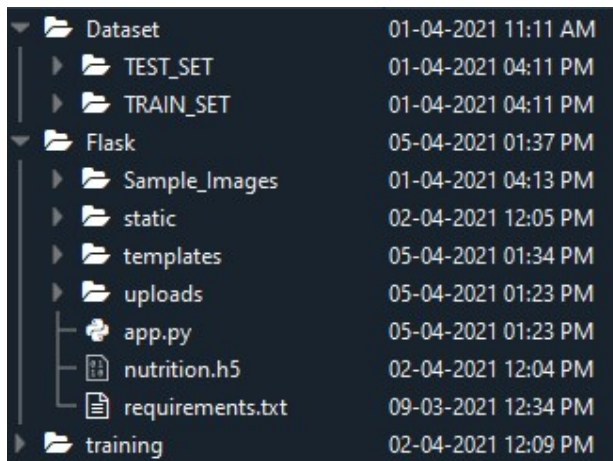 Dataset 01-04-2021 11:11 AM
TEST_SET 01-04-2021 04:11 PM
TRAIN_SET 01-04-2021 04:11 PM
Flask 05-04-2021 01:37 PM
Sample_Images 01-04-2021 04:13 PM
static 02-04-2021 12:05 PM
templates 05-04-2021 01:34 PM
uploads 05-04-2021 01:23 PM
app.py 05-04-2021 01:23 PM
nutrition.h5 02-04-2021 12:04 PM
requirements.txt 09-03-2021 12:34 PM
training 02-04-2021 12:09 PM